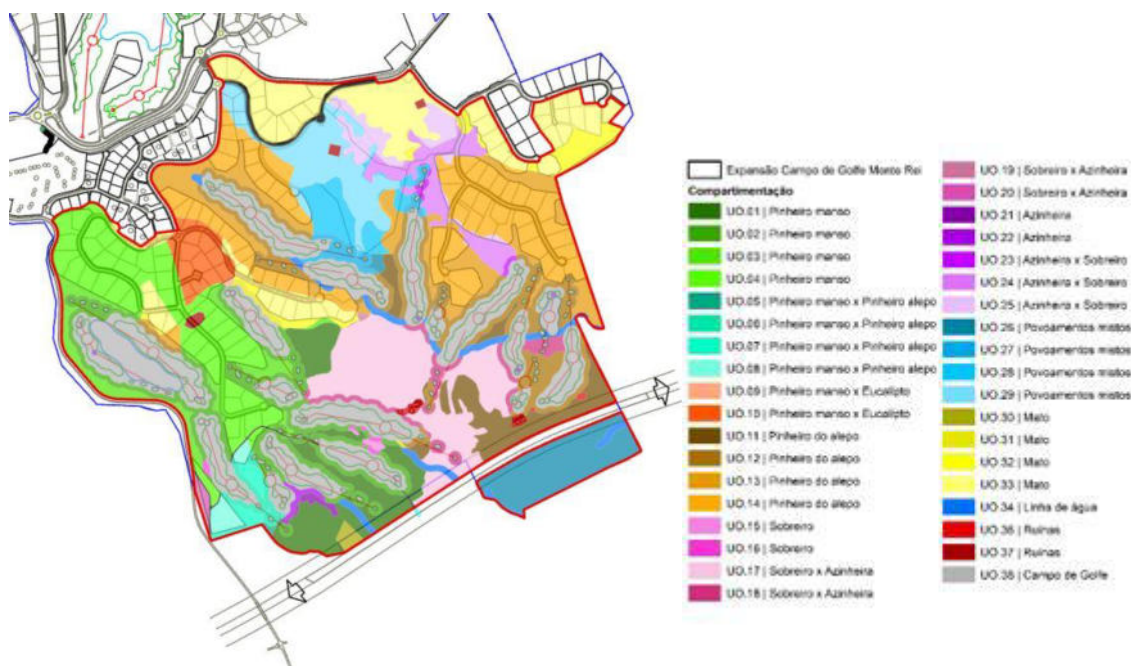 Expansão Campo de Golfe Morgo Rei
Compartimentação
UO.01 | Pinheiro manso
UO.02 | Pinheiro manso
UO.03 | Pinheiro manso
UO.04 | Pinheiro manso
UO.05 | Pinheiro manso x Pinheiro alepo
UO.06 | Pinheiro manso x Pinheiro alepo
UO.07 | Pinheiro manso x Pinheiro alepo
UO.08 | Pinheiro manso x Pinheiro alepo
UO.09 | Pinheiro manso x Eucalipto
UO.10 | Pinheiro manso x Eucalipto
UO.11 | Pinheiro do alepo
UO.12 | Pinheiro do alepo
UO.13 | Pinheiro do alepo
UO.14 | Pinheiro do alepo
UO.15 | Sobreiro
UO.16 | Sobreiro
UO.17 | Sobreiro x Azinheira
UO.18 | Sobreiro x Azinheira
UO.19 | Sobreiro x Azinheira
UO.20 | Sobreiro x Azinheira
UO.21 | Azinheira
UO.22 | Azinheira
UO.23 | Azinheira x Sobreiro
UO.24 | Azinheira x Sobreiro
UO.25 | Azinheira x Sobreiro
UO.26 | Povoamentos mistos
UO.27 | Povoamentos mistos
UO.28 | Povoamentos mistos
UO.29 | Povoamentos mistos
UO.30 | Mato
UO.31 | Mato
UO.32 | Mato
UO.33 | Mato
UO.34 | Linha de água
UO.36 | Ruínas
UO.37 | Ruínas
UO.38 | Campo de Golfe